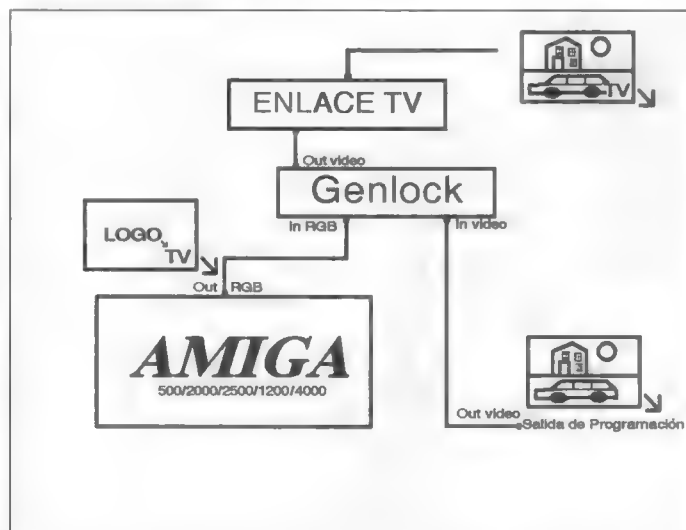 ENLACE TV
TV
Out video
Genlock
In RGB
In video
LOGO
TV
Out RGB
AMIGA
500/2000/2500/1200/4000
Out video
Salida de Programación